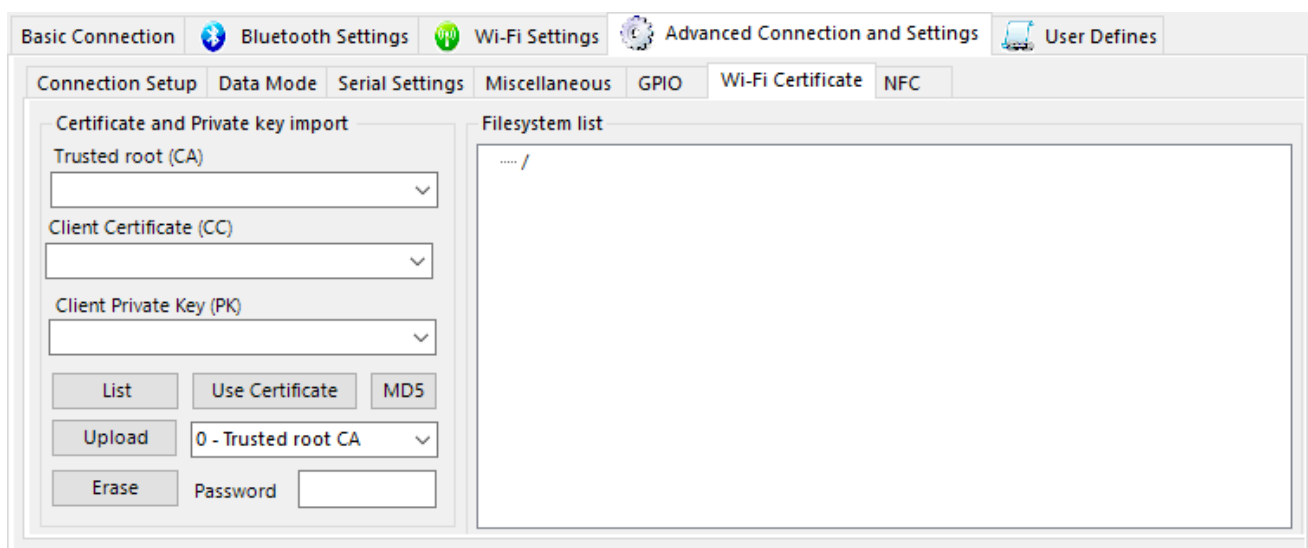 Basic Connection Bluetooth Settings Wi-Fi Settings Advanced Connection and Settings User Defines
Connection Setup Data Mode Serial Settings Miscellaneous GPIO Wi-Fi Certificate NFC
Certificate and Private key import
Trusted root (CA)
Client Certificate (CC)
Client Private Key (PK)
List Use Certificate MD5
Upload 0 - Trusted root CA
Erase Password
Filesystem list
/